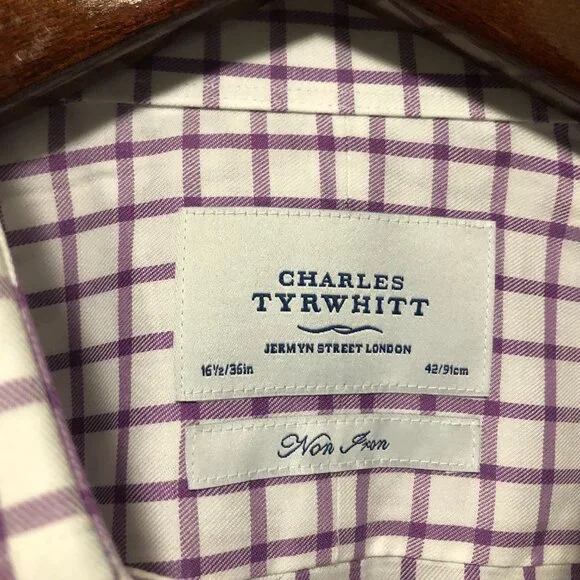 CHARLES
TYRWHITT
JERMYN STREET LONDON
16½/36in 42/91cm
Non Iron